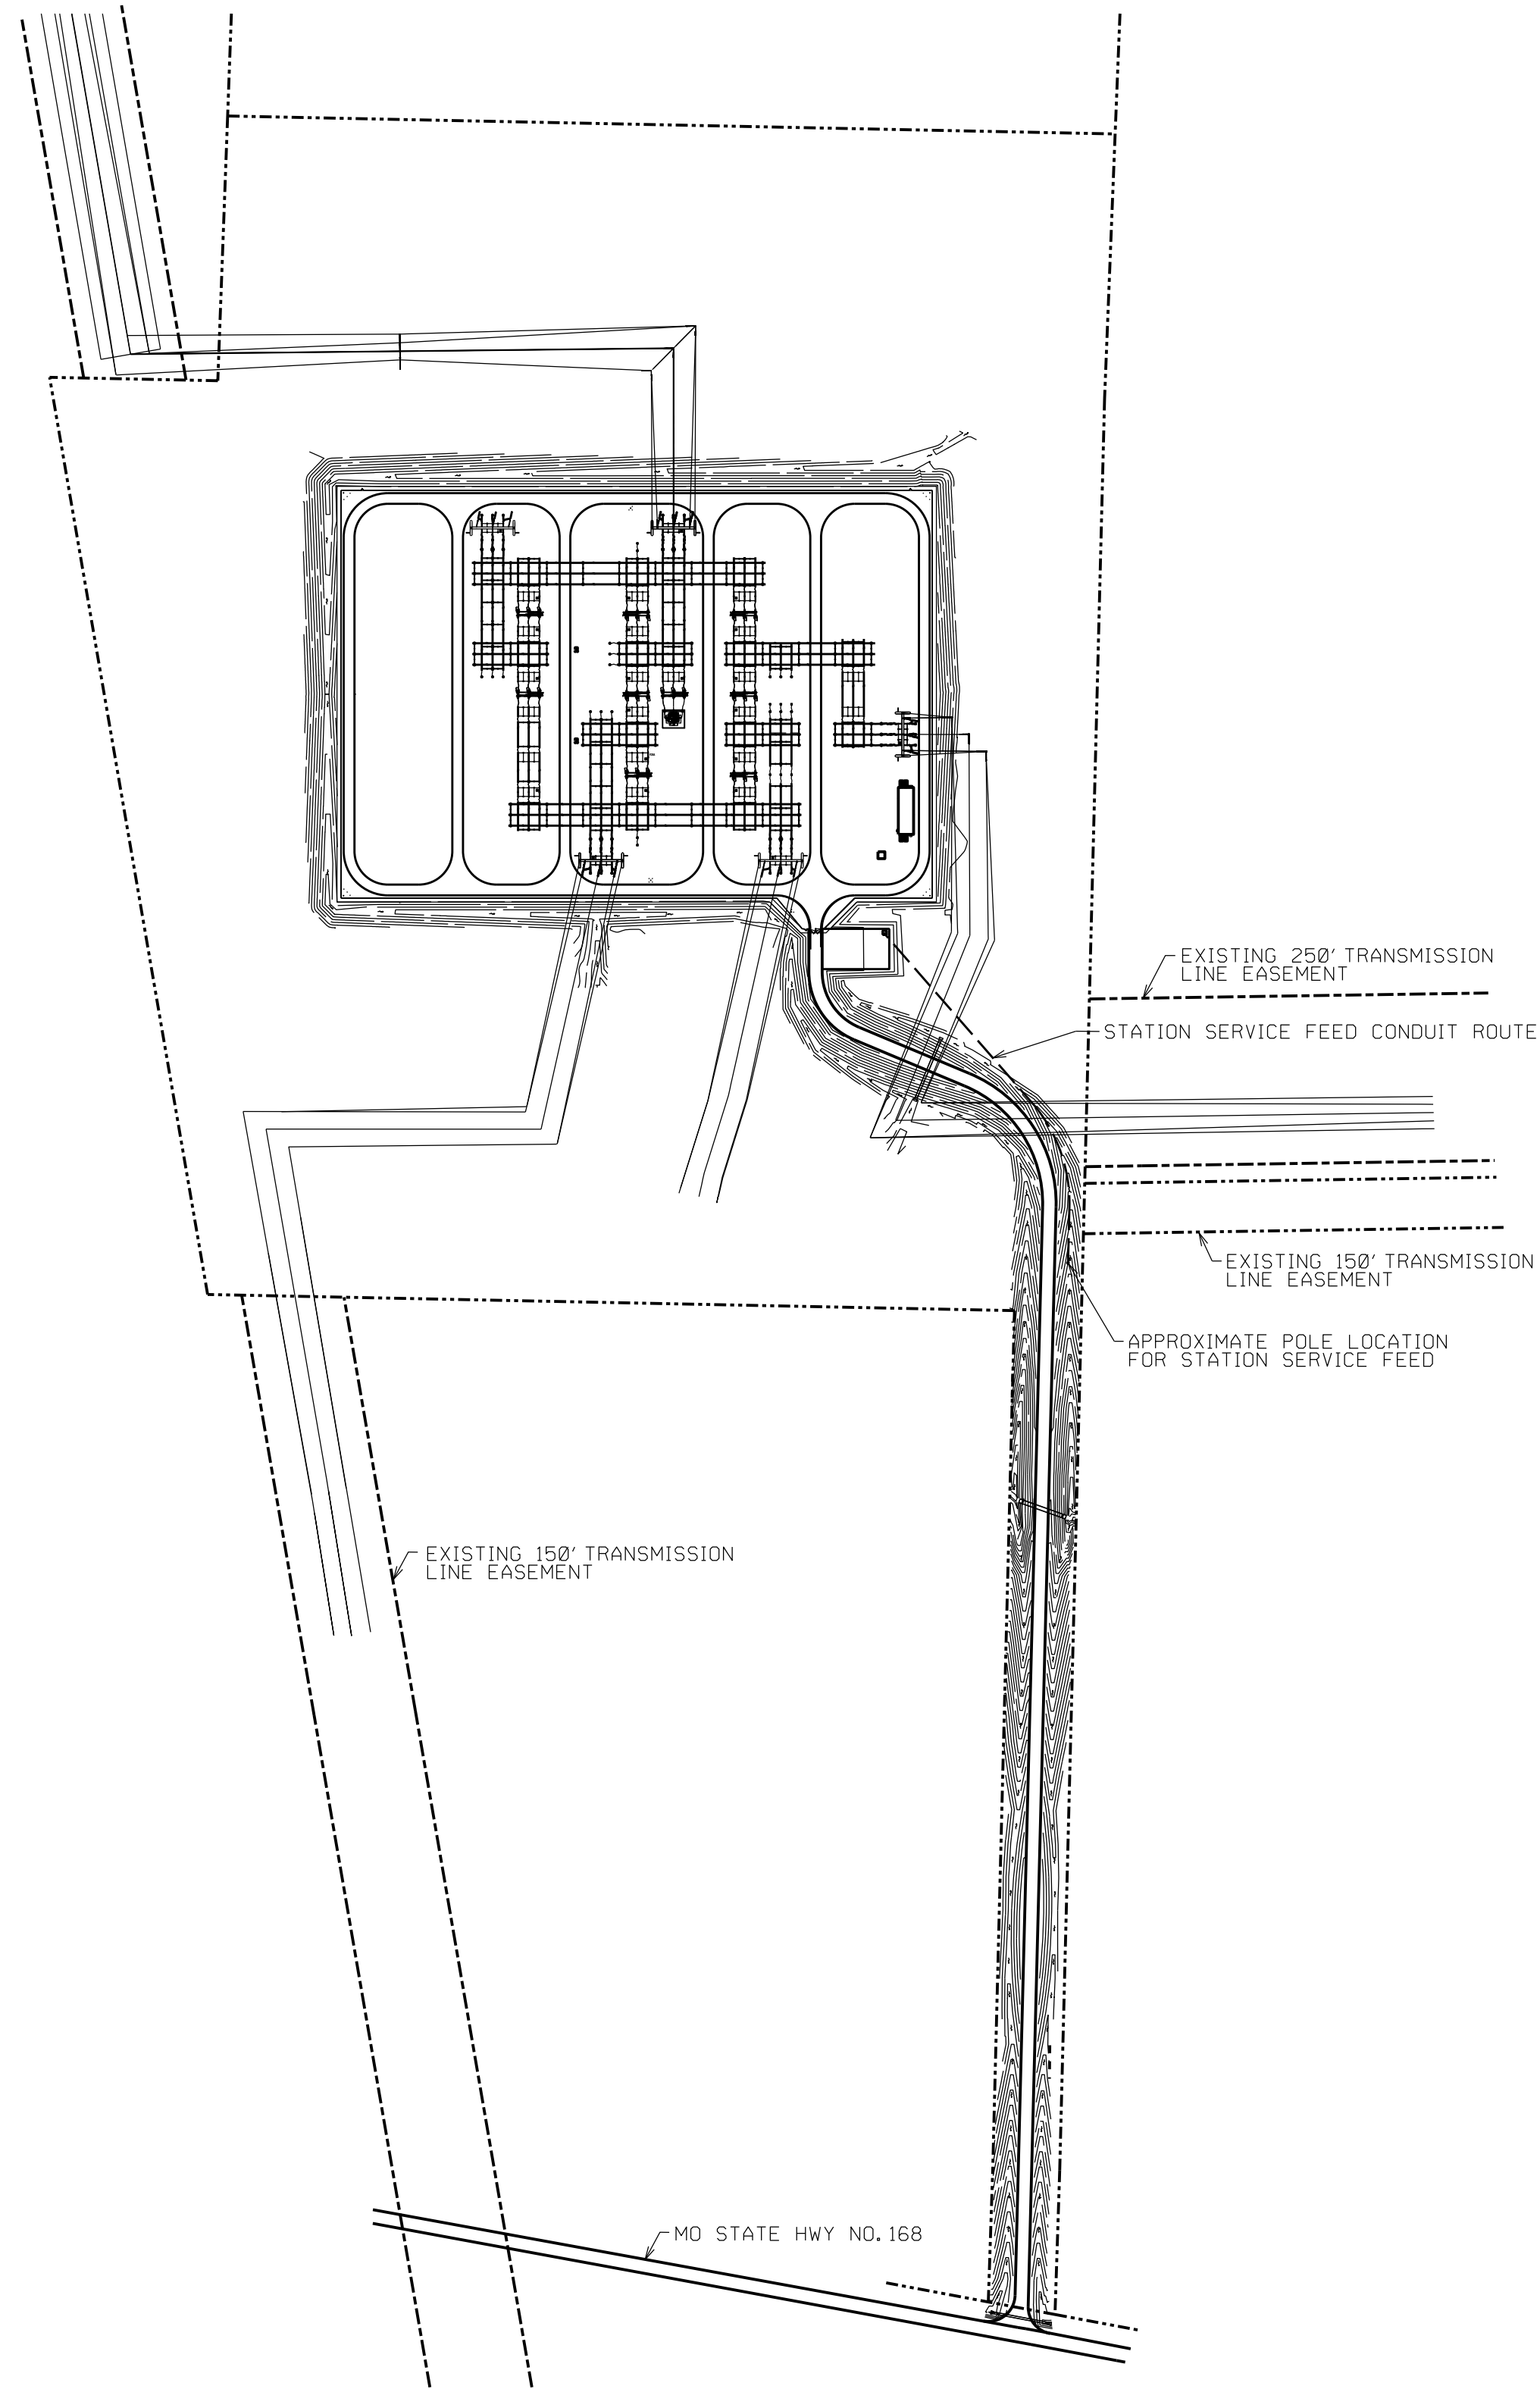 EXISTING 250' TRANSMISSION
LINE EASEMENT
STATION SERVICE FEED CONDUIT ROUTE
EXISTING 150' TRANSMISSION
LINE EASEMENT
APPROXIMATE POLE LOCATION
FOR STATION SERVICE FEED
EXISTING 150' TRANSMISSION
LINE EASEMENT
MO STATE HWY NO. 168